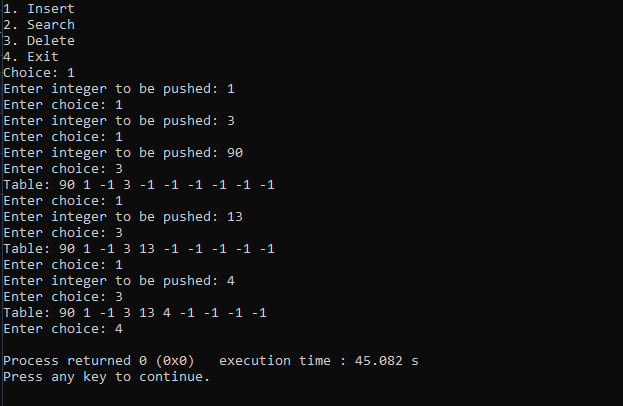 1. Insert
2. Search
3. Delete
4. Exit
Choice: 1
Enter integer to be pushed: 1
Enter choice: 1
Enter integer to be pushed: 3
Enter choice: 1
Enter integer to be pushed: 90
Enter choice: 3
Table: 90 1 -1 3 -1 -1 -1 -1 -1 -1
Enter choice: 1
Enter integer to be pushed: 13
Enter choice: 3
Table: 90 1 -1 3 13 -1 -1 -1 -1 -1
Enter choice: 1
Enter integer to be pushed: 4
Enter choice: 3
Table: 90 1 -1 3 13 4 -1 -1 -1 -1
Enter choice: 4
Process returned 0 (0x0)   execution time : 45.082 s
Press any key to continue.